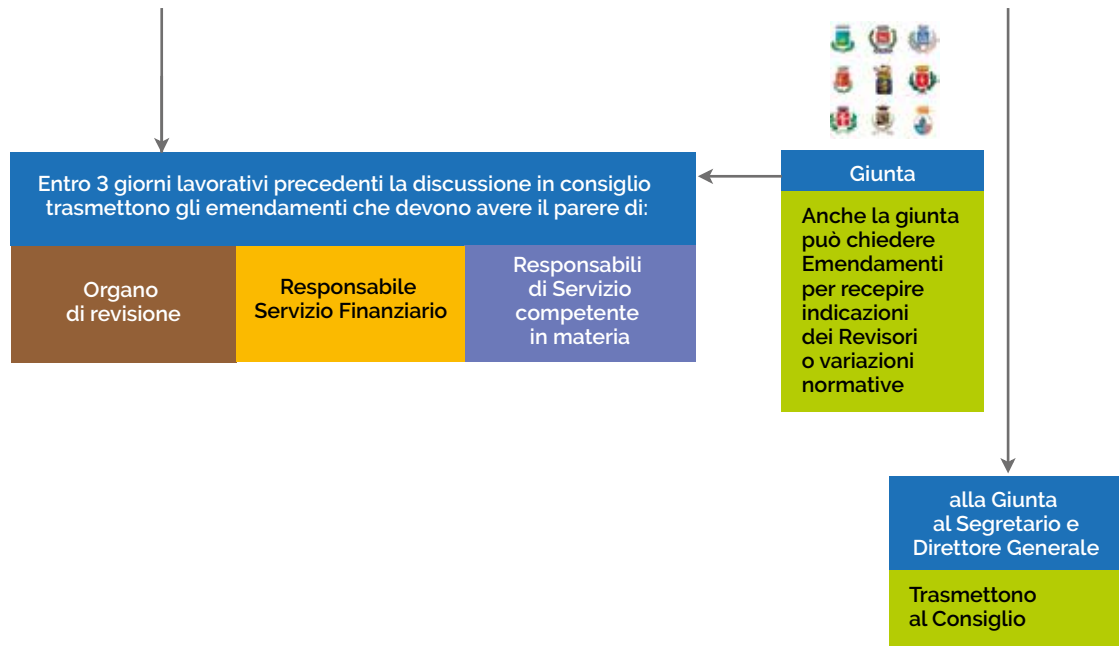 Entro 3 giorni lavorativi precedenti la discussione in consiglio
trasmettono gli emendamenti che devono avere il parere di:
Organo
di revisione
Responsabile
Servizio Finanziario
Responsabili
di Servizio
competente
in materia
Giunta
Anche la giunta
può chiedere
Emendamenti
per recepire
indicazioni
dei Revisori
o variazioni
normative
alla Giunta
al Segretario e
Direttore Generale
Trasmettono
al Consiglio